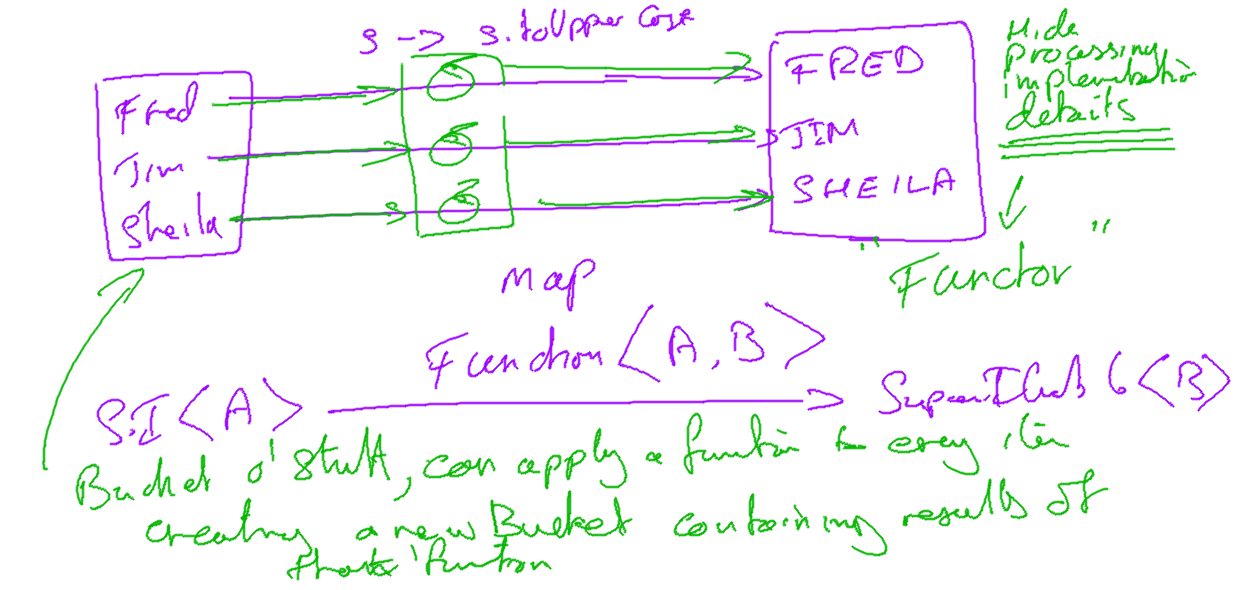 s -> s.toUpperCase
Fred
Jim
Sheila
FRED
JIM
SHEILA
Hide
processing,
implementation
details
"    "
Functor
Map
Function<A, B>
S.I<A>
<B>
Bucket o' Stuff, can apply a function to every item
creating a new Bucket containing results of
that function